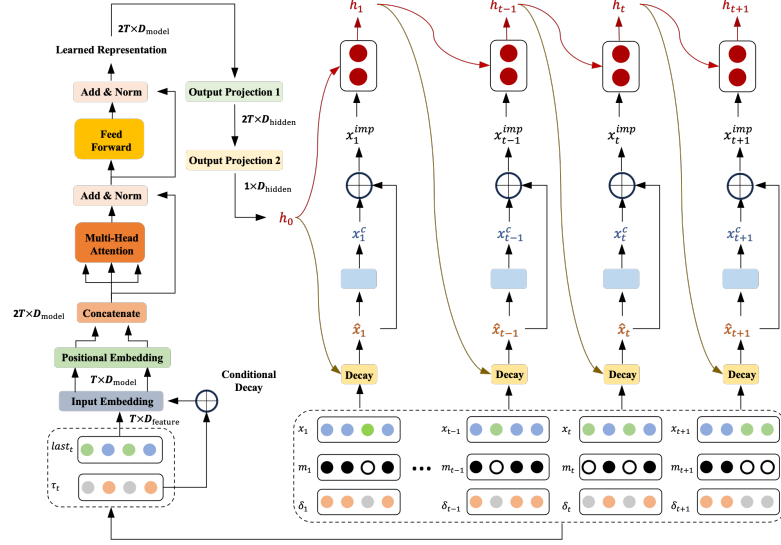 2T×D_model
Learned Representation
Add & Norm
Feed
Forward
Add & Norm
Multi-Head
Attention
2T×D_model
Concatenate
Positional Embedding
T×D_model
Input Embedding
T×D_feature
Conditional
Decay
last_t
τ_t
Output Projection 1
2T×D_hidden
Output Projection 2
1×D_hidden
h_0
h_1 h_{t-1} h_t h_{t+1}
x_1^{imp} x_{t-1}^{imp} x_t^{imp} x_{t+1}^{imp}
x_1^c x_{t-1}^c x_t^c x_{t+1}^c
x̂_1 x̂_{t-1} x̂_t x̂_{t+1}
Decay Decay Decay Decay
x_1 x_{t-1} x_t x_{t+1}
m_1 ••• m_{t-1} m_t m_{t+1}
δ_1 δ_{t-1} δ_t δ_{t+1}